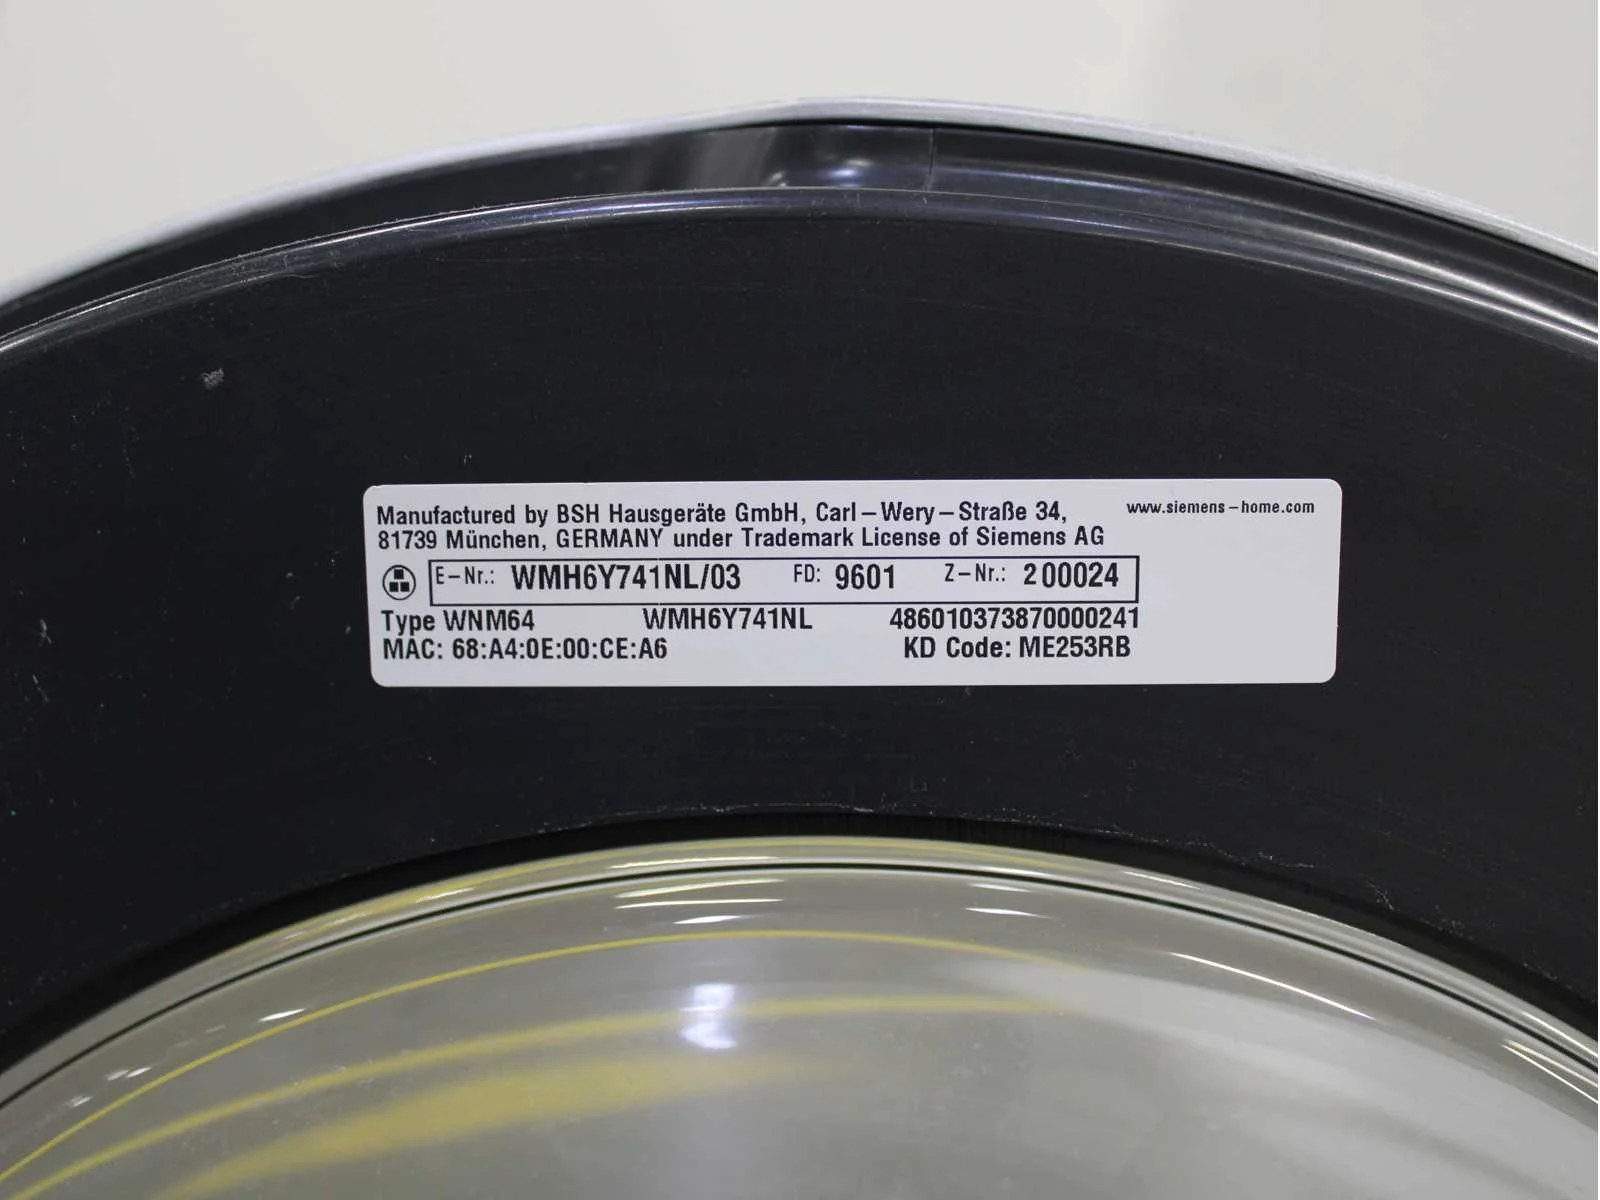 Manufactured by BSH Hausgeräte GmbH, Carl-Wery-Straße 34, www.siemens-home.com
81739 München, GERMANY under Trademark License of Siemens AG
E-Nr.: WMH6Y741NL/03 FD: 9601 Z-Nr.: 200024
Type WNM64 WMH6Y741NL 486010373870000241
MAC: 68:A4:0E:00:CE:A6 KD Code: ME253RB